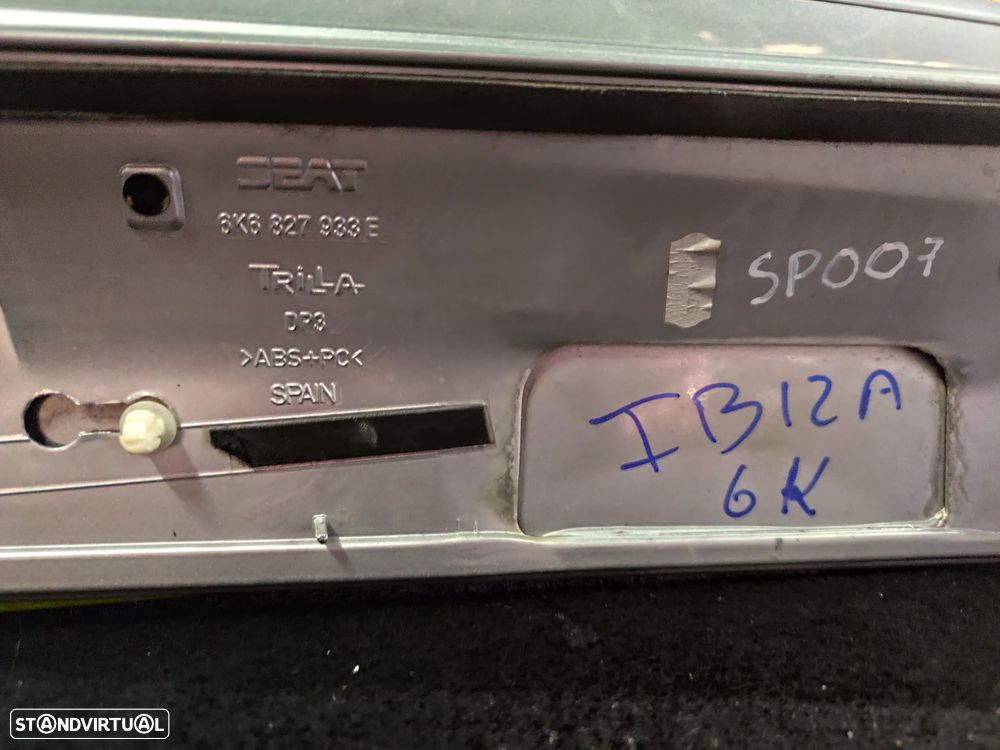 SEAT
6K6 827 933 E
TRiLLA
DP3
>ABS+PC<
SPAIN
SP007
IBIZA
6K
STANDVIRTUAL